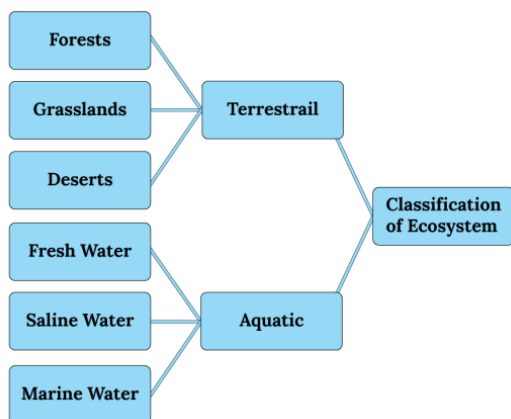 Forests
Grasslands
Terrestrail
Deserts
Classification
of Ecosystem
Fresh Water
Saline Water
Aquatic
Marine Water